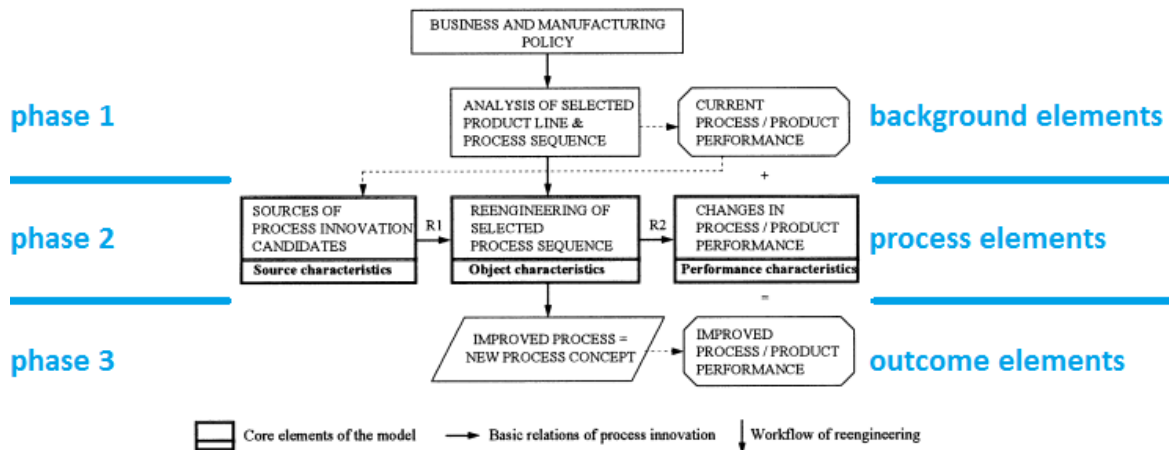 BUSINESS AND MANUFACTURING
POLICY
phase 1
ANALYSIS OF SELECTED
PRODUCT LINE &
PROCESS SEQUENCE
CURRENT
PROCESS / PRODUCT
PERFORMANCE
background elements
+
phase 2
SOURCES OF
PROCESS INNOVATION
CANDIDATES
Source characteristics
R1
REENGINEERING OF
SELECTED
PROCESS SEQUENCE
Object characteristics
R2
CHANGES IN
PROCESS / PRODUCT
PERFORMANCE
Performance characteristics
process elements
=
phase 3
IMPROVED PROCESS =
NEW PROCESS CONCEPT
IMPROVED
PROCESS / PRODUCT
PERFORMANCE
outcome elements
Core elements of the model
Basic relations of process innovation
Workflow of reengineering